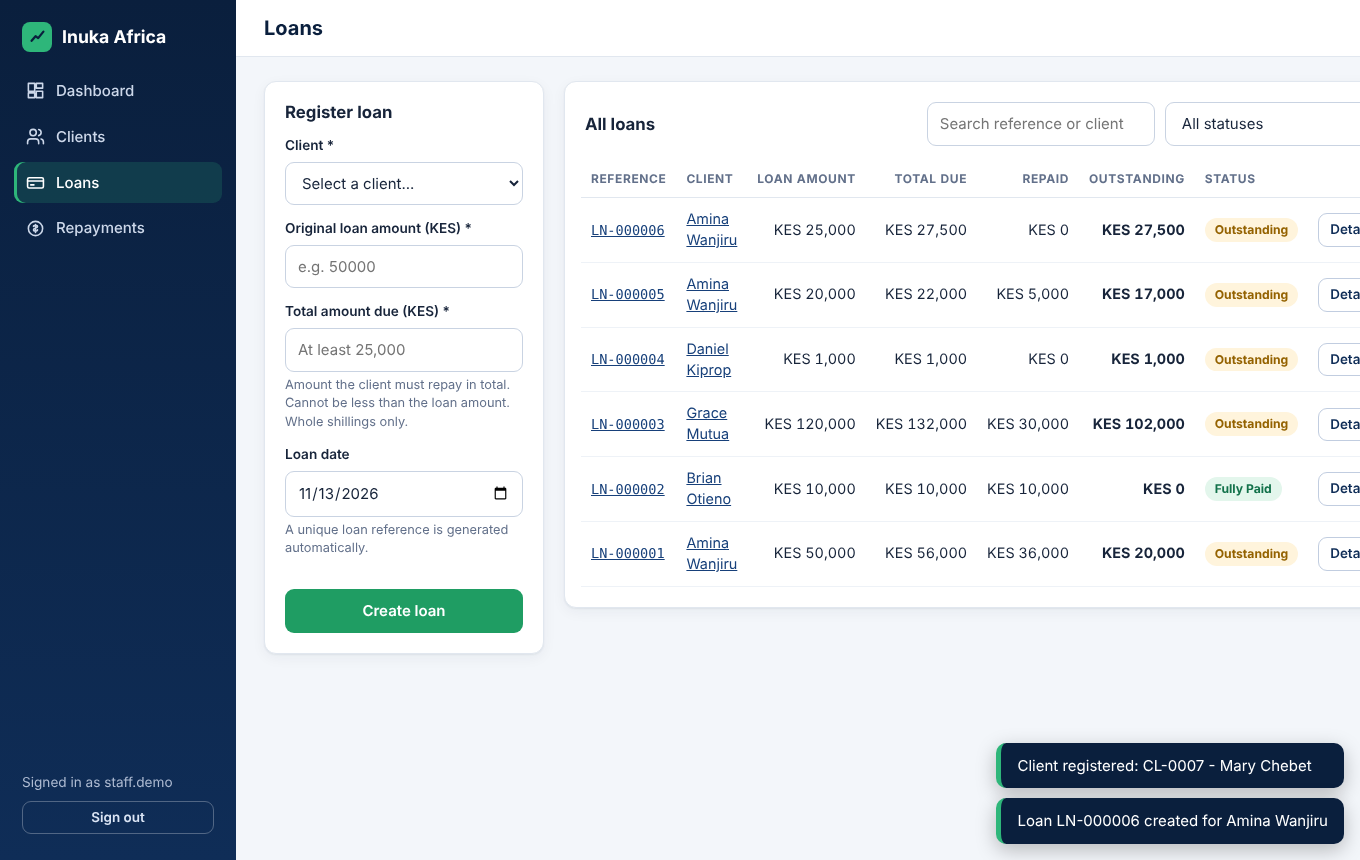 Inuka Africa
Dashboard
Clients
Loans
Repayments
Signed in as staff.demo
Sign out
Loans
Register loan
Client *
Select a client...
Original loan amount (KES) *
e.g. 50000
Total amount due (KES) *
At least 25,000
Amount the client must repay in total.
Cannot be less than the loan amount.
Whole shillings only.
Loan date
11/13/2026
A unique loan reference is generated
automatically.
Create loan
All loans
Search reference or client
All statuses
REFERENCE CLIENT LOAN AMOUNT TOTAL DUE REPAID OUTSTANDING STATUS
LN-000006 Amina Wanjiru KES 25,000 KES 27,500 KES 0 KES 27,500 Outstanding Deta
LN-000005 Amina Wanjiru KES 20,000 KES 22,000 KES 5,000 KES 17,000 Outstanding Deta
LN-000004 Daniel Kiprop KES 1,000 KES 1,000 KES 0 KES 1,000 Outstanding Deta
LN-000003 Grace Mutua KES 120,000 KES 132,000 KES 30,000 KES 102,000 Outstanding Deta
LN-000002 Brian Otieno KES 10,000 KES 10,000 KES 10,000 KES 0 Fully Paid Deta
LN-000001 Amina Wanjiru KES 50,000 KES 56,000 KES 36,000 KES 20,000 Outstanding Deta
Client registered: CL-0007 - Mary Chebet
Loan LN-000006 created for Amina Wanjiru